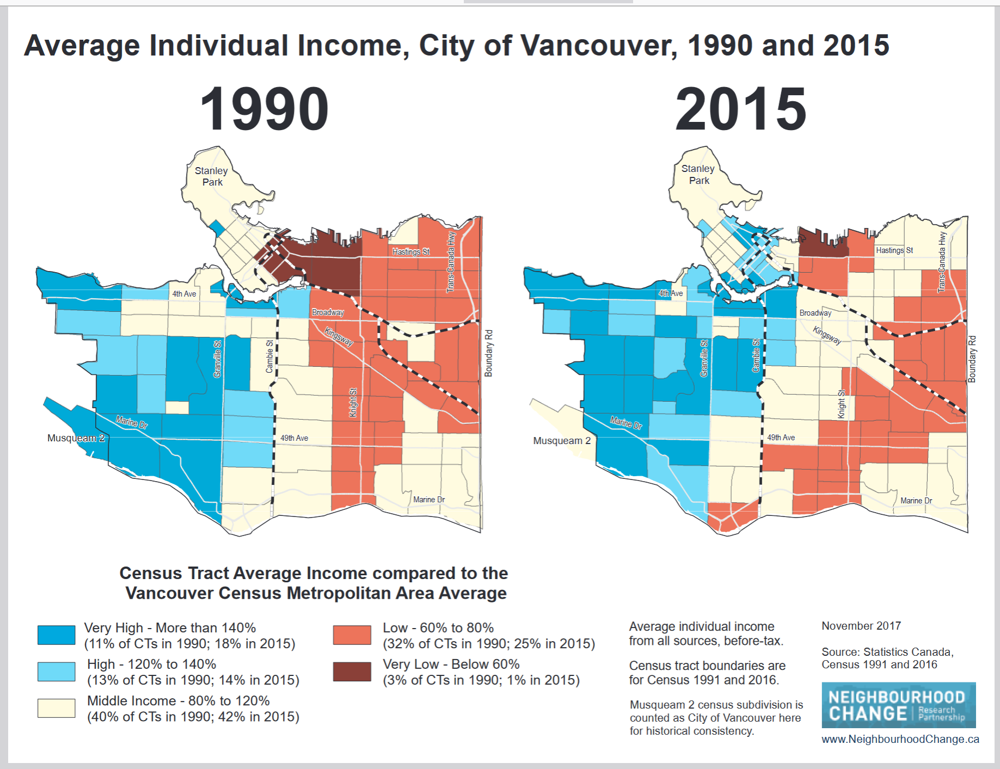 Average Individual Income, City of Vancouver, 1990 and 2015
1990
Stanley
Park
Hastings St
Trans-Canada Hwy
4th Ave
Broadway
Kingsway
Granville St
Cambie St
Boundary Rd
Knight St
Marine Dr
Musqueam 2
49th Ave
Marine Dr
2015
Stanley
Park
Hastings St
Trans-Canada Hwy
4th Ave
Broadway
Kingsway
Granville St
Cambie St
Boundary Rd
Knight St
Marine Dr
Musqueam 2
49th Ave
Marine Dr
Census Tract Average Income compared to the
Vancouver Census Metropolitan Area Average
Very High - More than 140%
(11% of CTs in 1990; 18% in 2015)
High - 120% to 140%
(13% of CTs in 1990; 14% in 2015)
Middle Income - 80% to 120%
(40% of CTs in 1990; 42% in 2015)
Low - 60% to 80%
(32% of CTs in 1990; 25% in 2015)
Very Low - Below 60%
(3% of CTs in 1990; 1% in 2015)
Average individual income
from all sources, before-tax.
Census tract boundaries are
for Census 1991 and 2016.
Musqueam 2 census subdivision is
counted as City of Vancouver here
for historical consistency.
November 2017
Source: Statistics Canada,
Census 1991 and 2016
NEIGHBOURHOOD
CHANGE
Research
Partnership
www.NeighbourhoodChange.ca